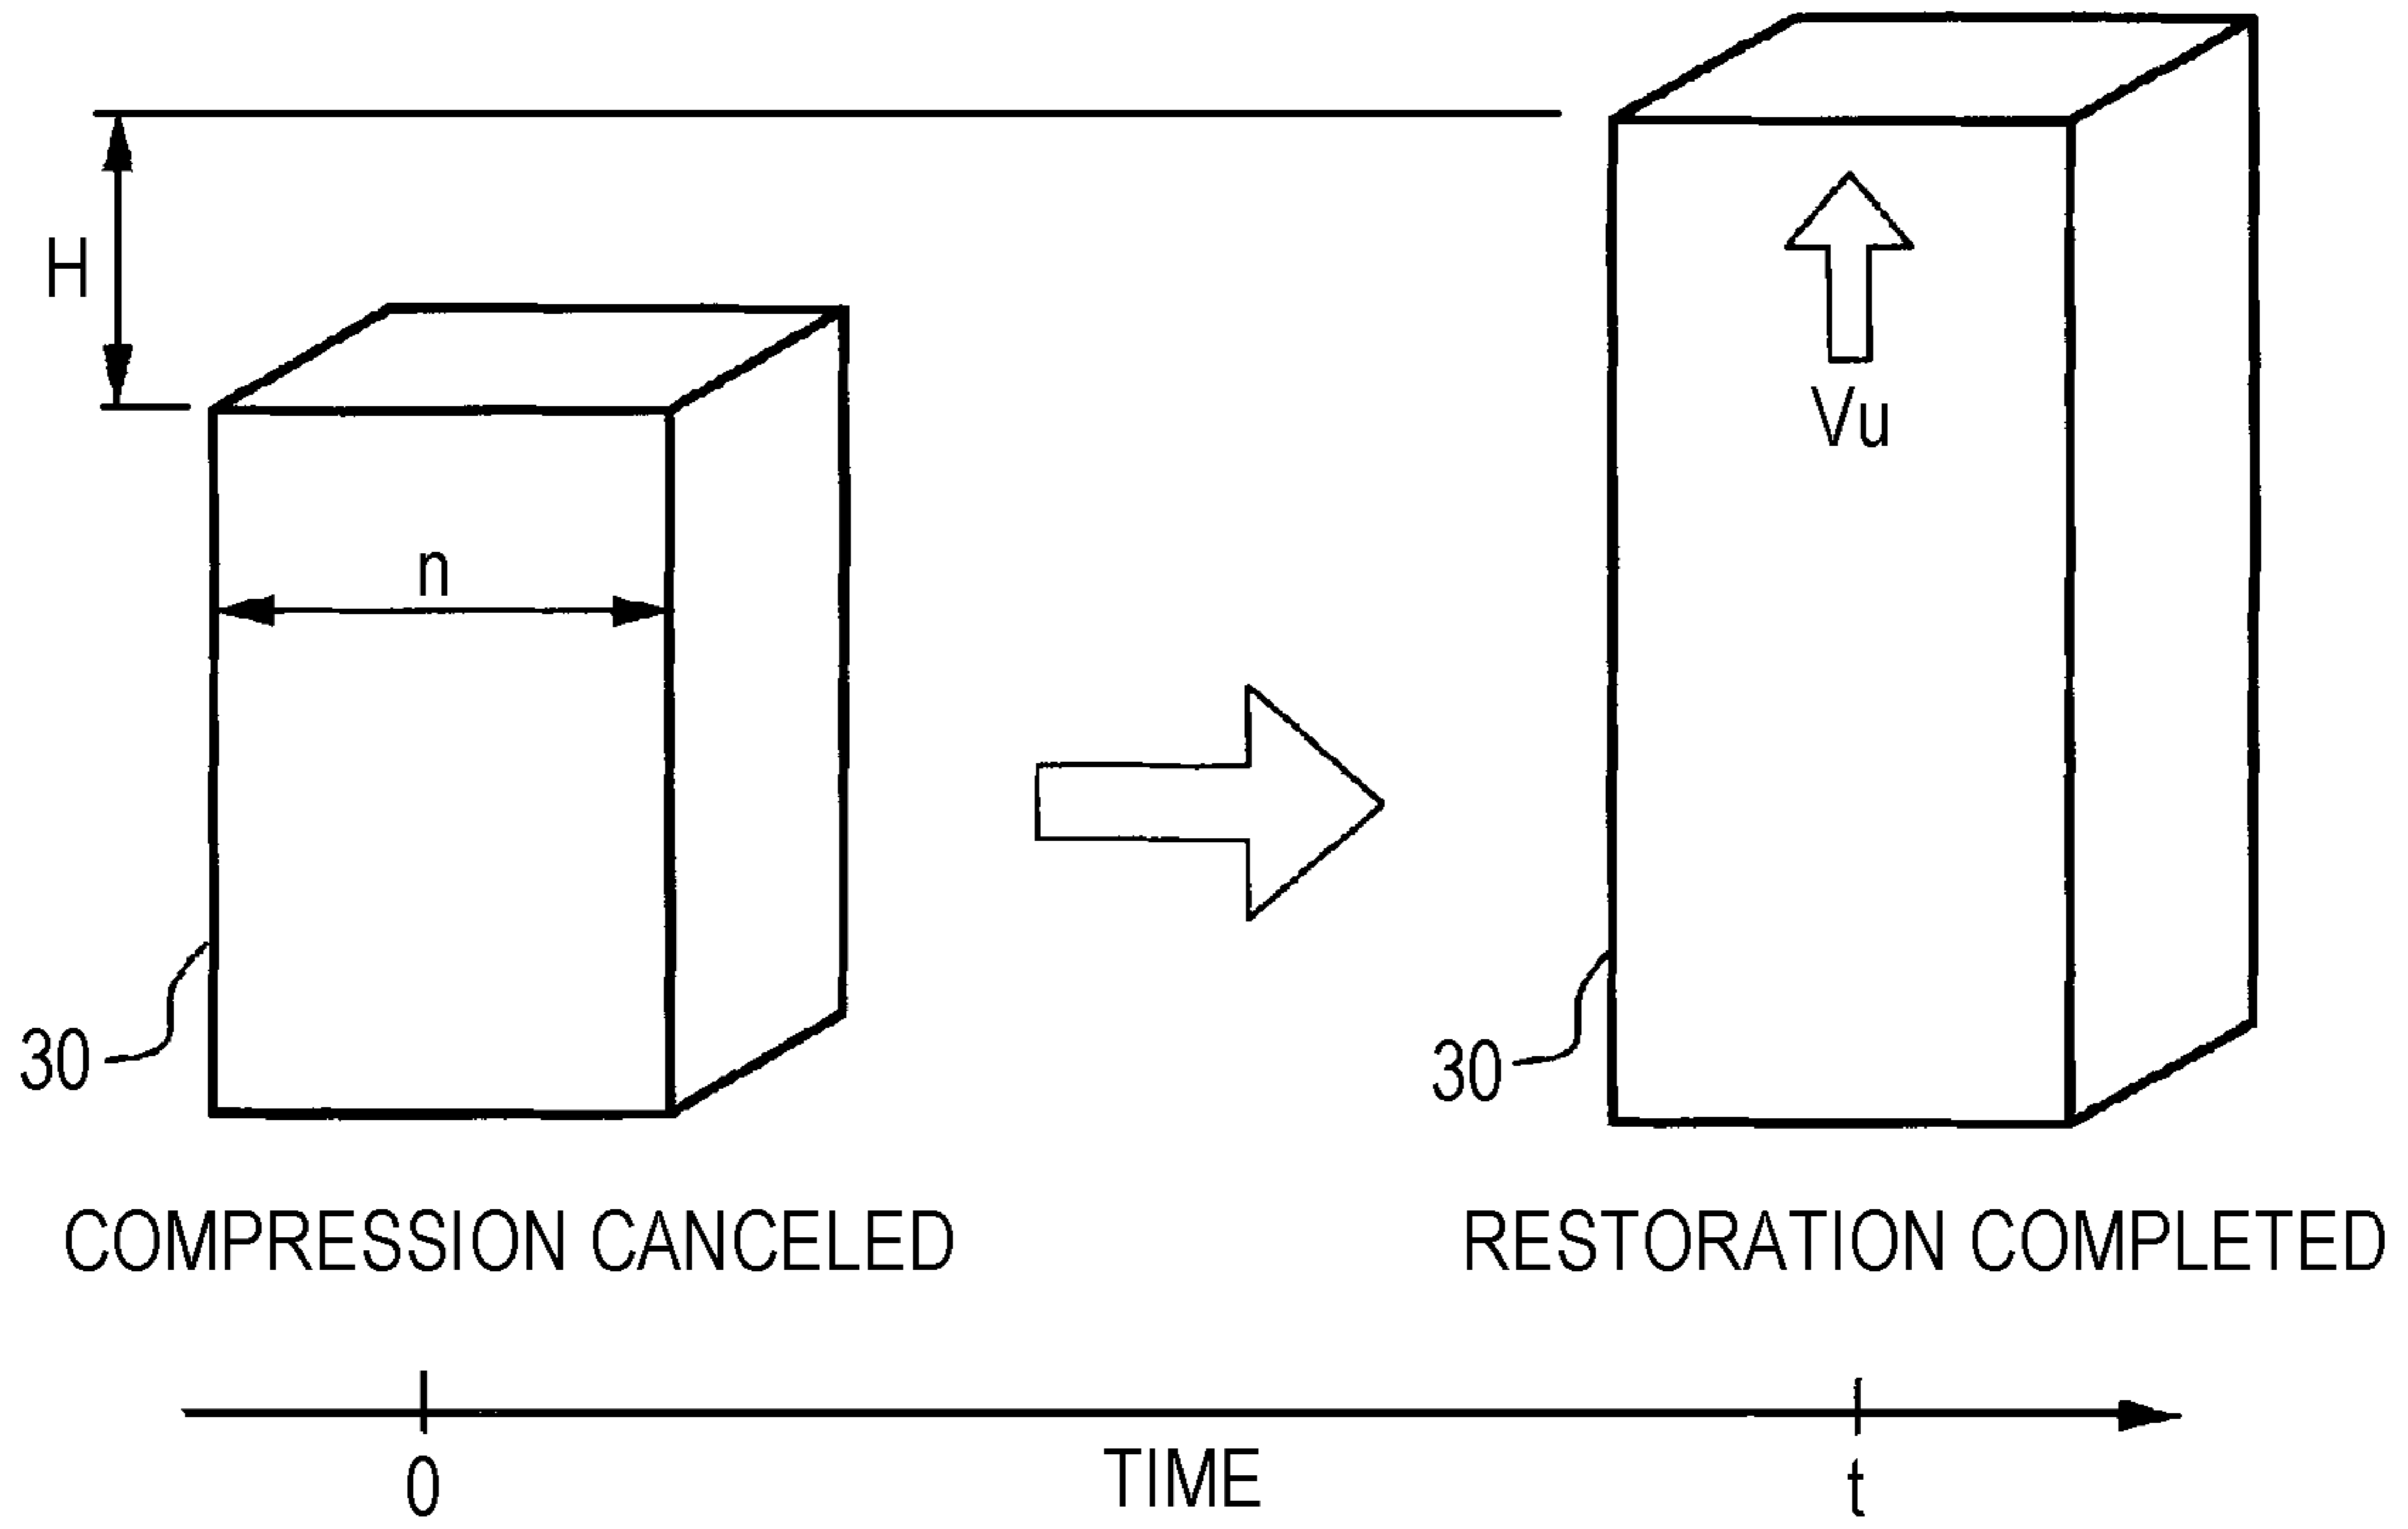 H
n
Vu
30
30
COMPRESSION CANCELED
RESTORATION COMPLETED
0
TIME
t